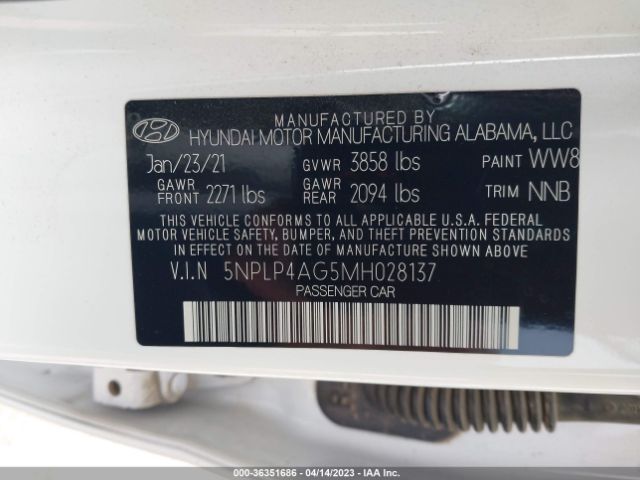 MANUFACTURED BY
HYUNDAI MOTOR MANUFACTURING ALABAMA, LLC
Jan/23/21 GVWR 3858 lbs PAINT WW8
GAWR FRONT 2271 lbs GAWR REAR 2094 lbs TRIM NNB
THIS VEHICLE CONFORMS TO ALL APPLICABLE U.S.A. FEDERAL
MOTOR VEHICLE SAFETY, BUMPER, AND THEFT PREVENTION STANDARDS
IN EFFECT ON THE DATE OF MANUFACTURE SHOWN ABOVE.
V.I.N 5NPLP4AG5MH028137
PASSENGER CAR
000-36351686 - 04/14/2023 - IAAI.COM